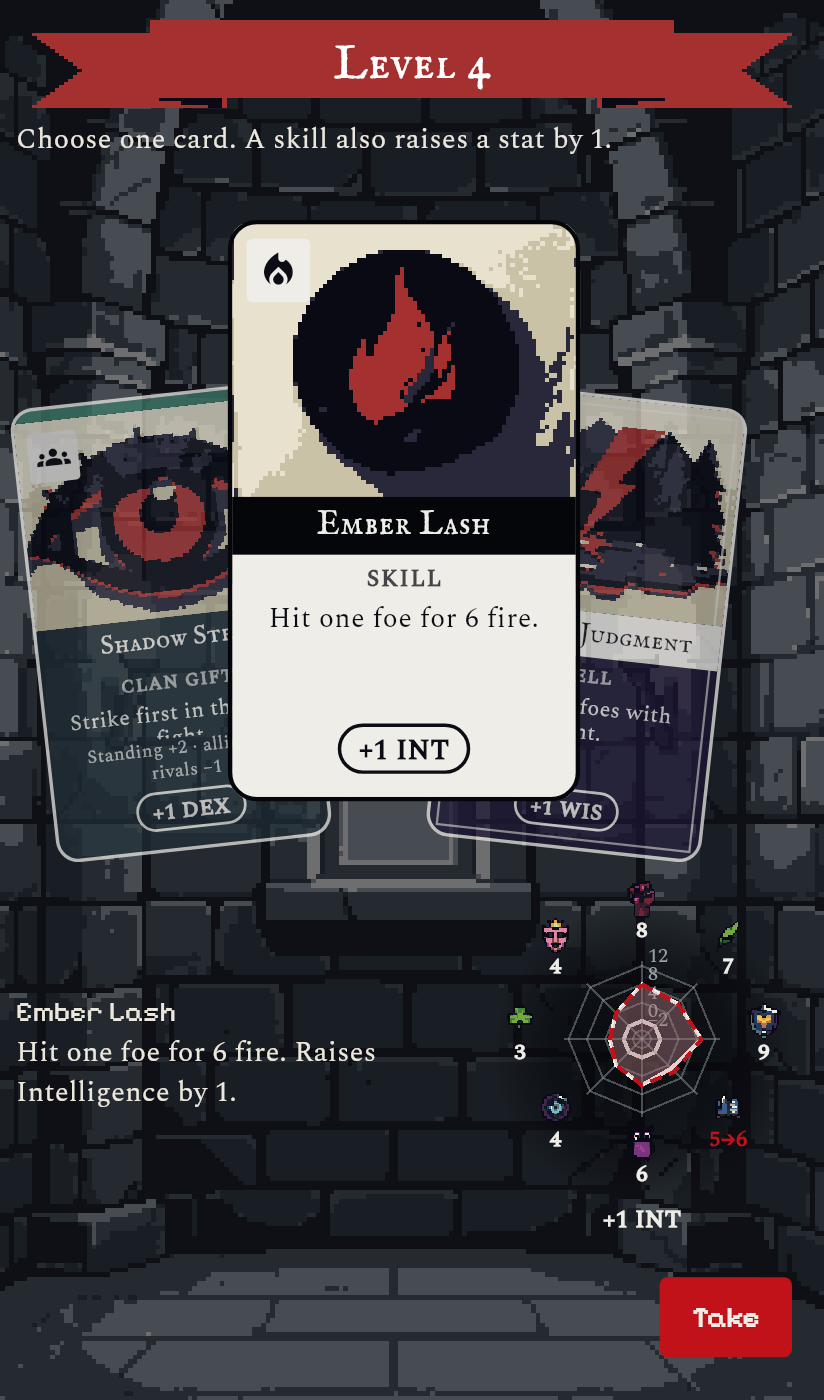 Level 4
Choose one card. A skill also raises a stat by 1.
Ember Lash
SKILL
Hit one foe for 6 fire.
+1 INT
Shadow
CLAN GIFT
Strike first in
Standing +2 ·
rivals −1
+1 DEX
Judgment
foes with
+1 WIS
Ember Lash
Hit one foe for 6 fire. Raises
Intelligence by 1.
8
4
7
12
8
4
0
-2
3
9
4
5→6
6
+1 INT
Take